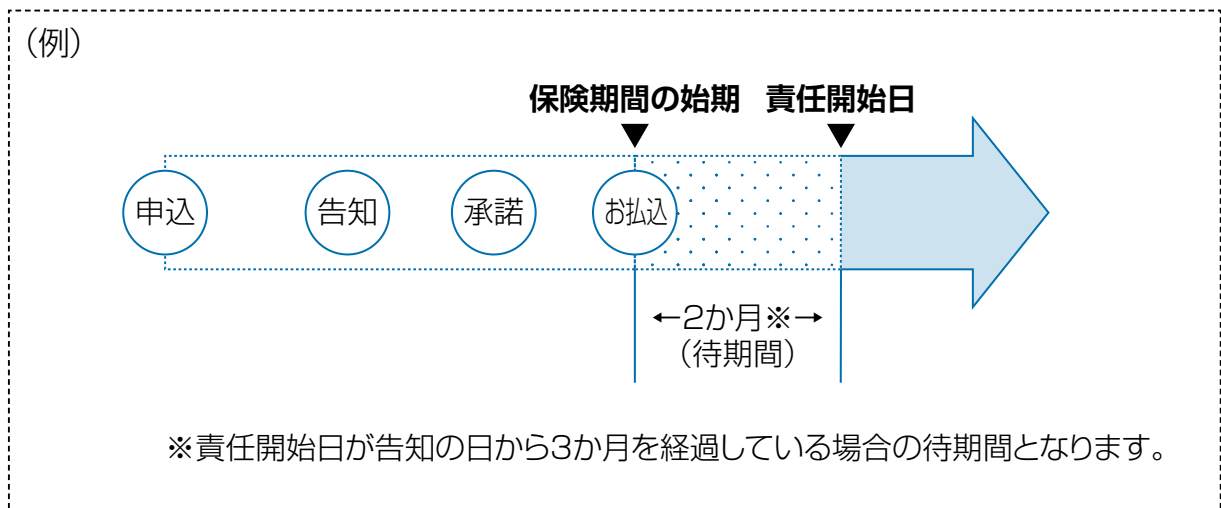 （例）
保険期間の始期 責任開始日
申込 告知 承諾 お払込
←2か月※→
（待期間）
※責任開始日が告知の日から3か月を経過している場合の待期間となります。